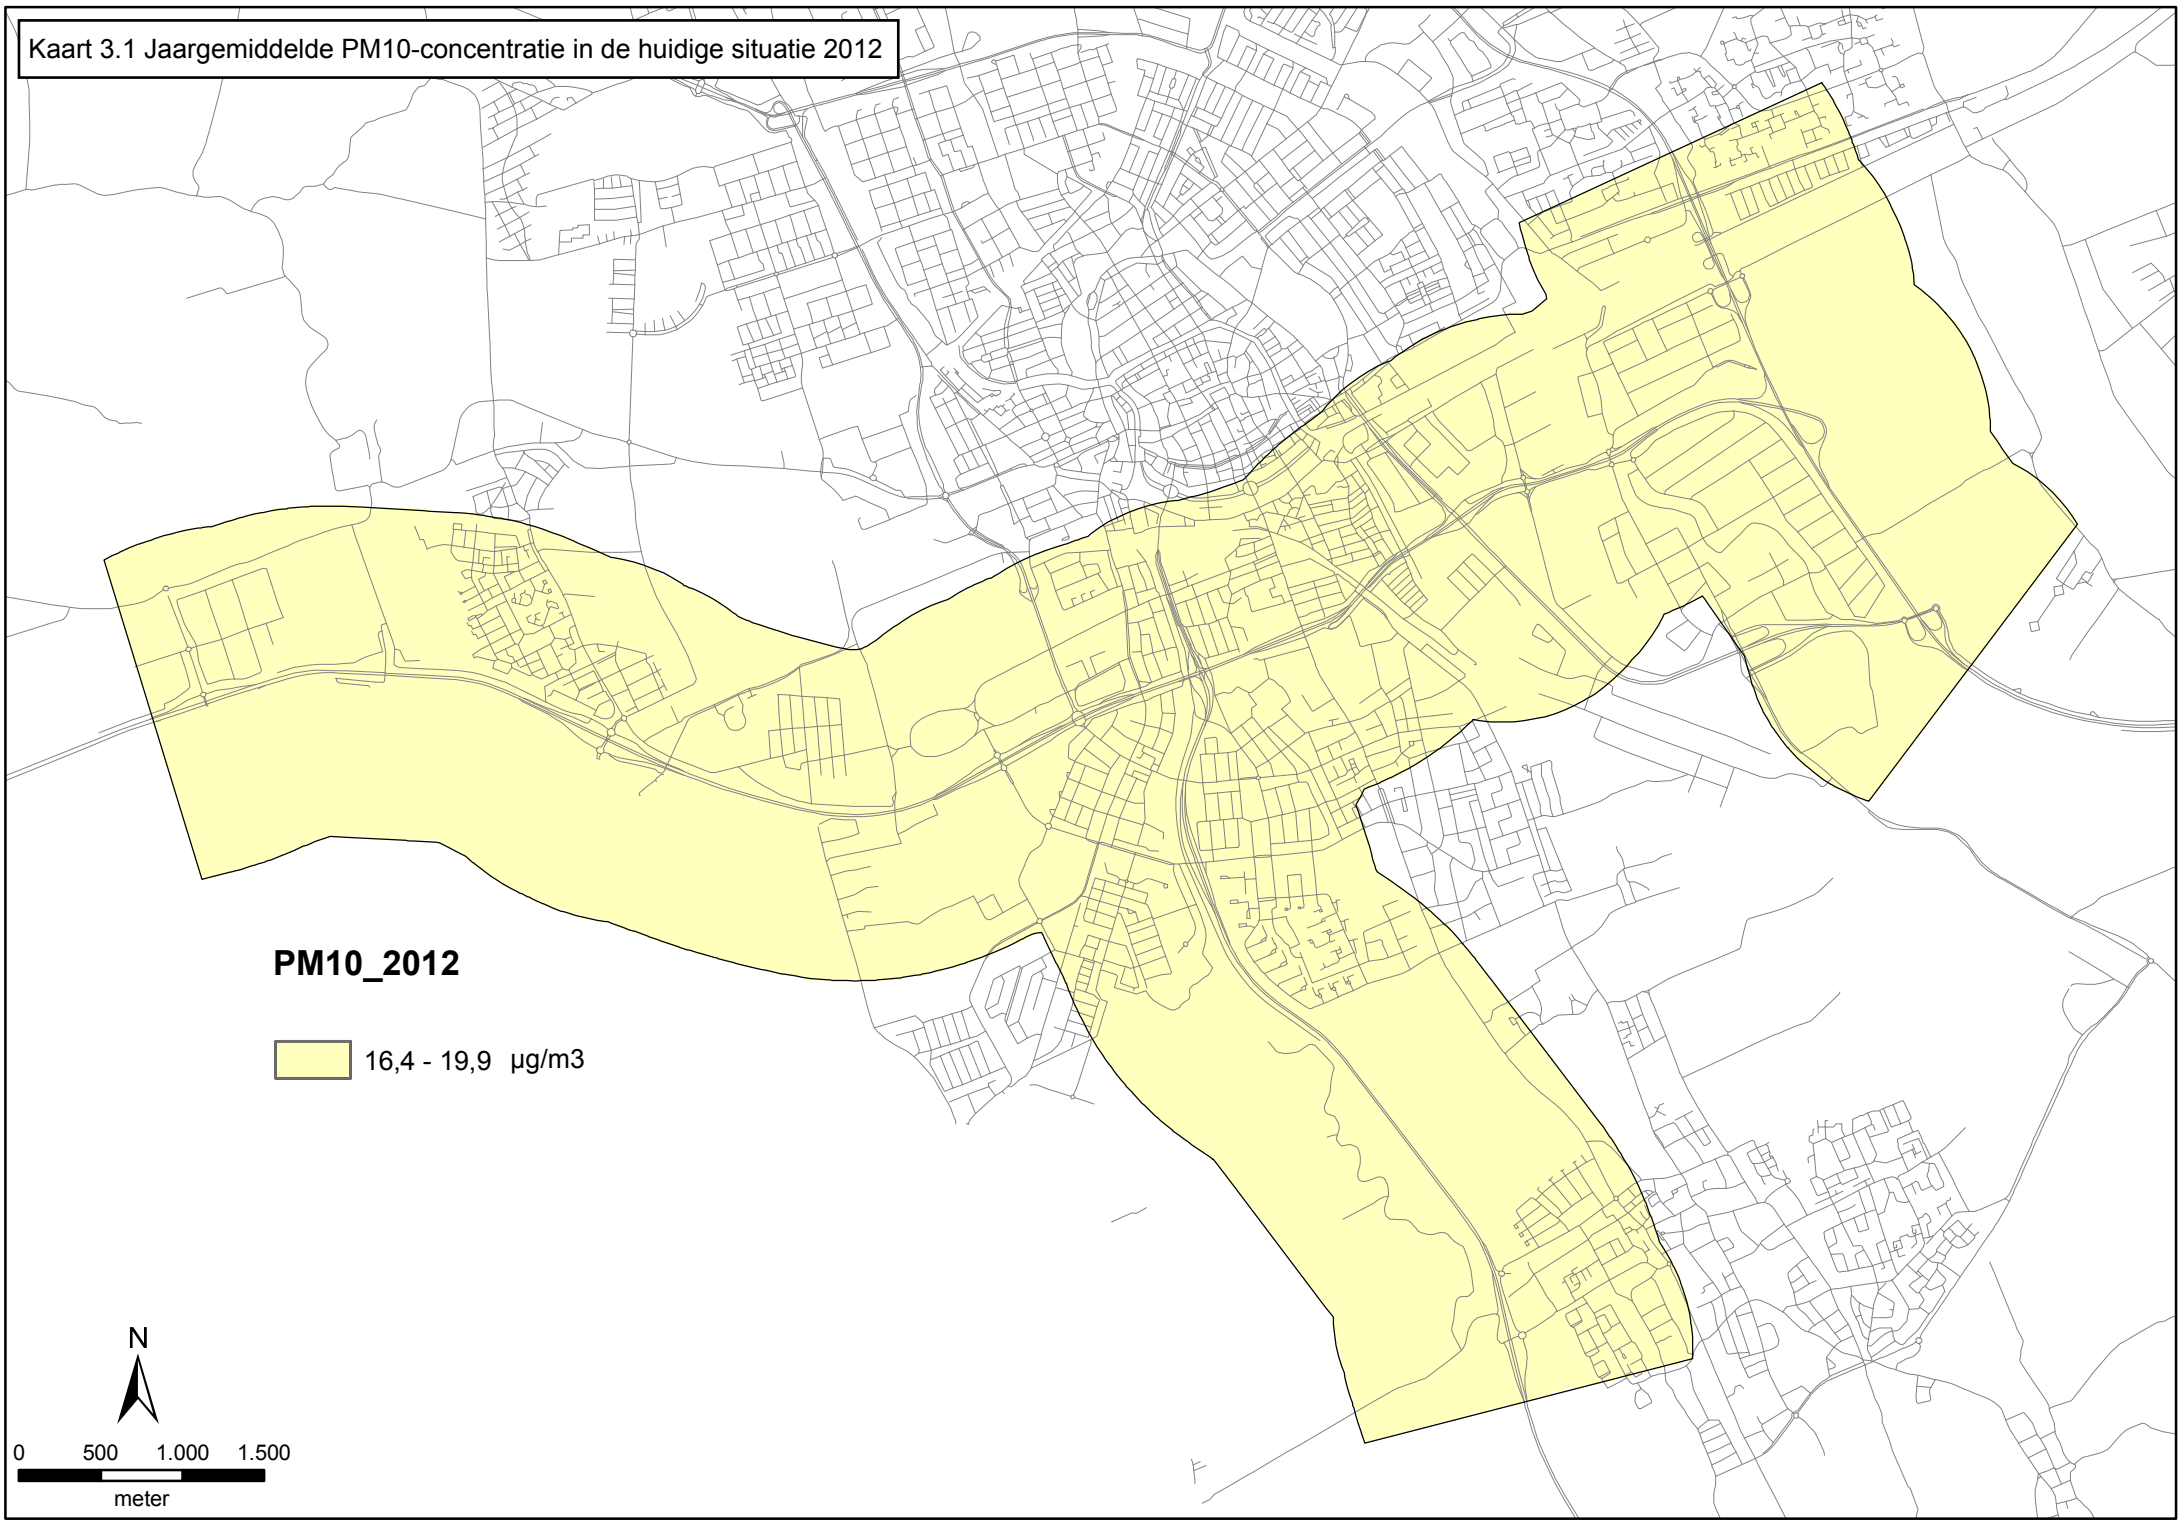 Kaart 3.1 Jaargemiddelde PM10-concentratie in de huidige situatie 2012
PM10_2012
16,4 - 19,9 µg/m3
N
0 500 1.000 1.500
meter